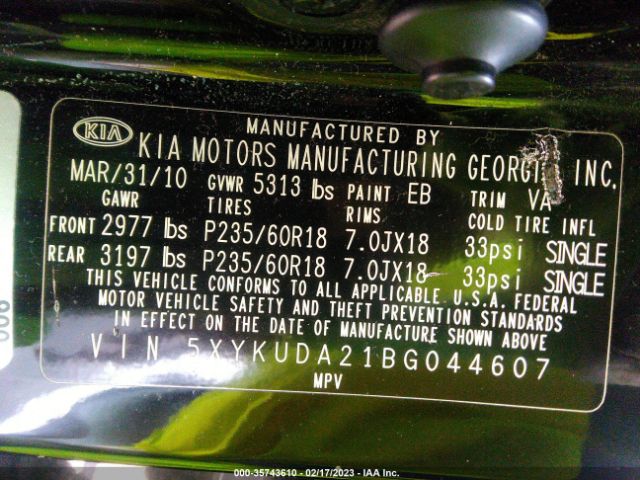 MANUFACTURED BY
KIA KIA MOTORS MANUFACTURING GEORGIA INC.
MAR/31/10 GVWR 5313 lbs PAINT EB TRIM VA
GAWR TIRES RIMS COLD TIRE INFL
FRONT 2977 lbs P235/60R18 7.0JX18 33psi SINGLE
REAR 3197 lbs P235/60R18 7.0JX18 33psi SINGLE
THIS VEHICLE CONFORMS TO ALL APPLICABLE U.S.A. FEDERAL
MOTOR VEHICLE SAFETY AND THEFT PREVENTION STANDARDS
IN EFFECT ON THE DATE OF MANUFACTURE SHOWN ABOVE
VIN 5XYKUDA21BG044607
MPV
000-35743610 - 02/17/2023 - IAA Inc.